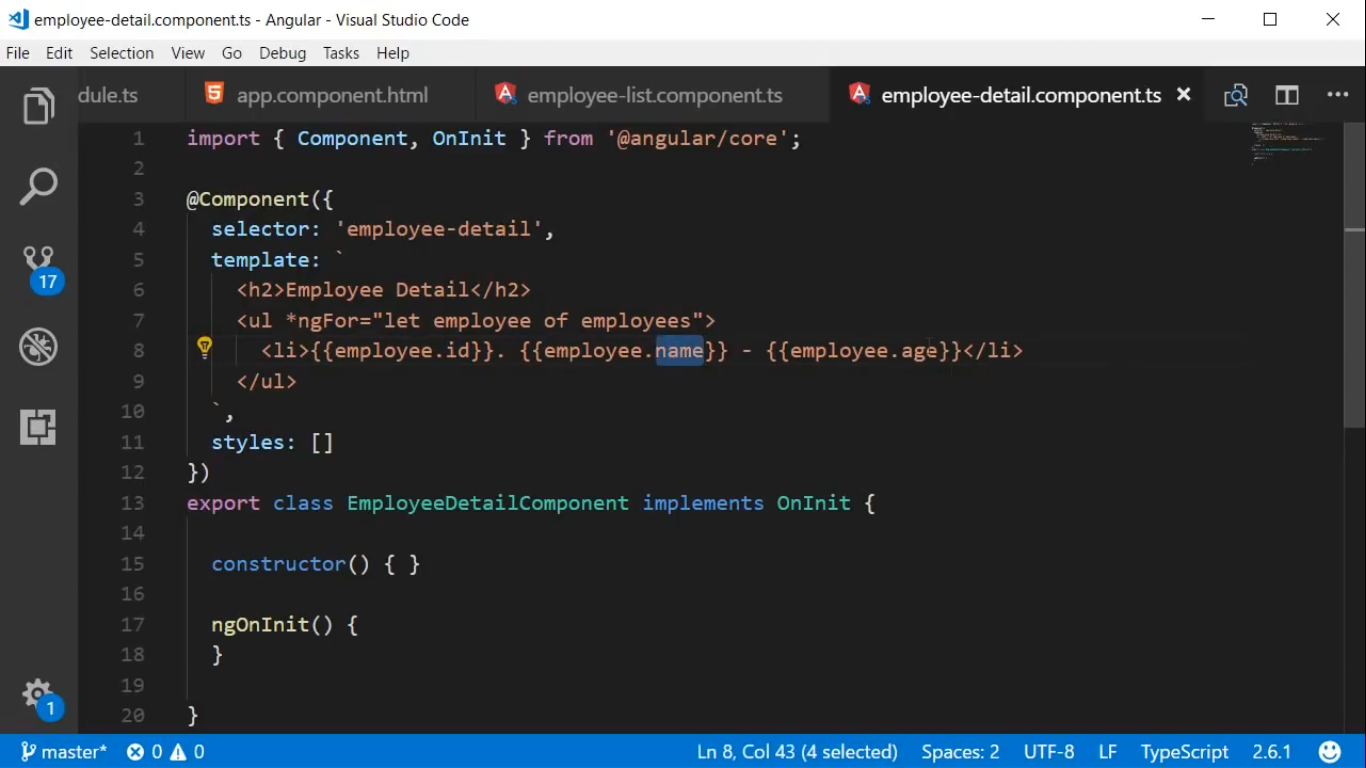 employee-detail.component.ts - Angular - Visual Studio Code
File Edit Selection View Go Debug Tasks Help
dule.ts app.component.html employee-list.component.ts employee-detail.component.ts
1 import { Component, OnInit } from '@angular/core';
2
3 @Component({
4 selector: 'employee-detail',
5 template: `
6 <h2>Employee Detail</h2>
7 <ul *ngFor="let employee of employees">
8 <li>{{employee.id}}. {{employee.name}} - {{employee.age}}</li>
9 </ul>
10 `,
11 styles: []
12 })
13 export class EmployeeDetailComponent implements OnInit {
14
15 constructor() { }
16
17 ngOnInit() {
18 }
19
20 }
17
1
master* 0 0 Ln 8, Col 43 (4 selected) Spaces: 2 UTF-8 LF TypeScript 2.6.1